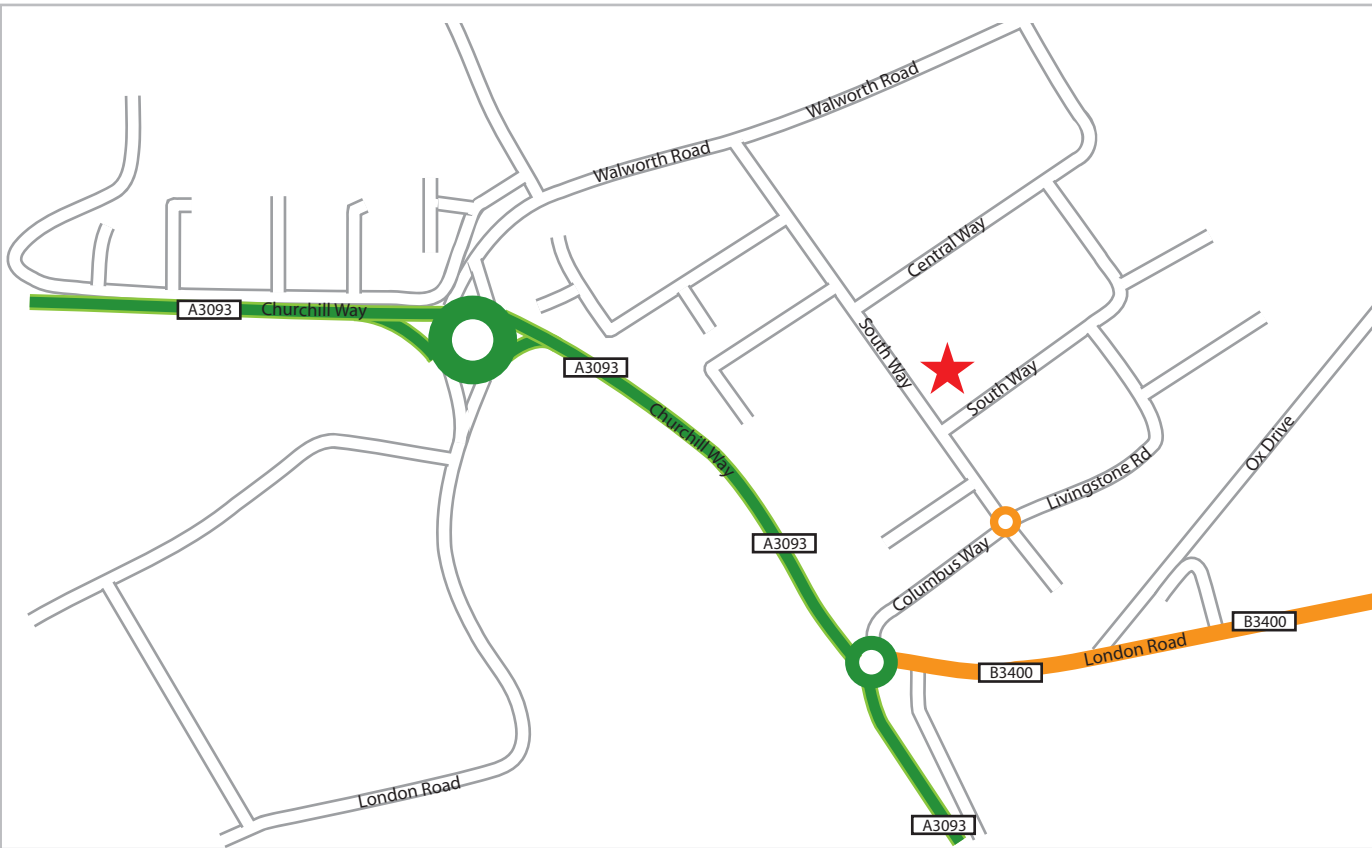 Walworth Road
Walworth Road
Central Way
A3093
Churchill Way
South Way
A3093
South Way
Churchill Way
Ox Drive
Livingstone Rd
A3093
Columbus Way
B3400
London Road
B3400
London Road
A3093